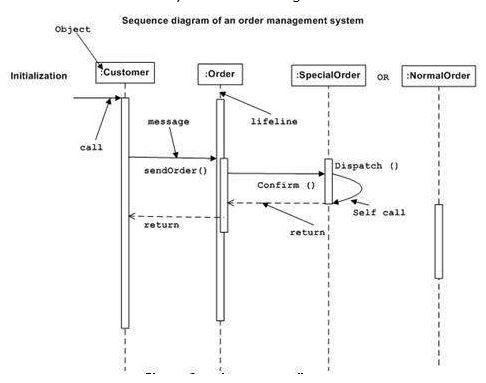 Sequence diagram of an order management system
Object
Initialization
:Customer
:Order
:SpecialOrder
OR
:NormalOrder
message
lifeline
call
sendOrder()
Confirm ()
Dispatch ()
Self call
return
return